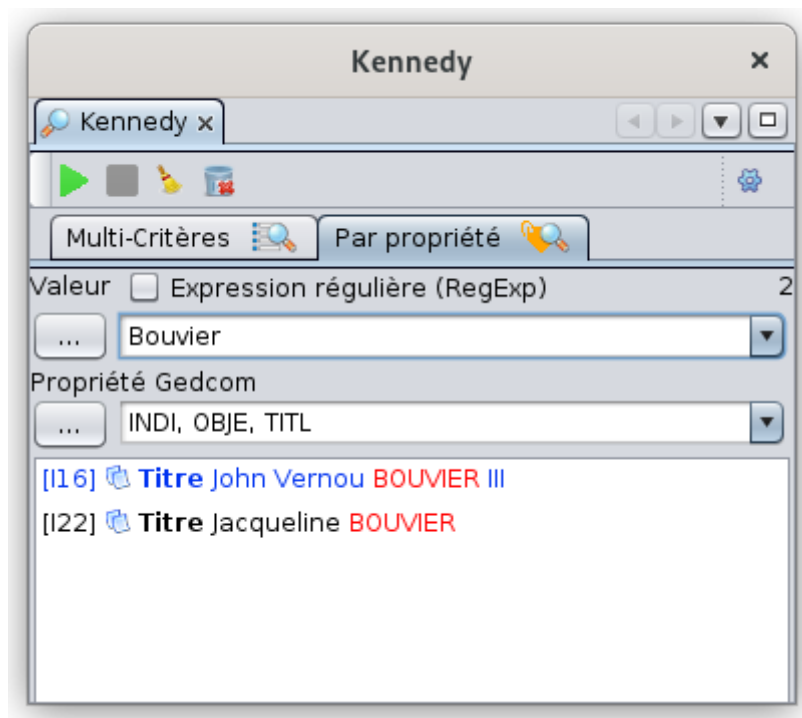 Kennedy
Kennedy
Multi-Critères Par propriété
Valeur Expression régulière (RegExp) 2
... Bouvier
Propriété Gedcom
... INDI, OBJE, TITL
[I16] Titre John Vernou BOUVIER III
[I22] Titre Jacqueline BOUVIER